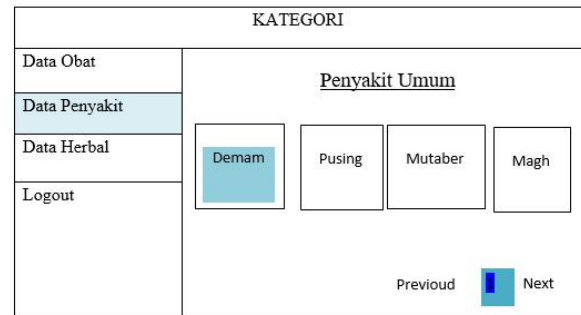 KATEGORI
Data Obat
Data Penyakit
Data Herbal
Logout
Penyakit Umum
Demam
Pusing
Mutaber
Magh
Previoud
Next